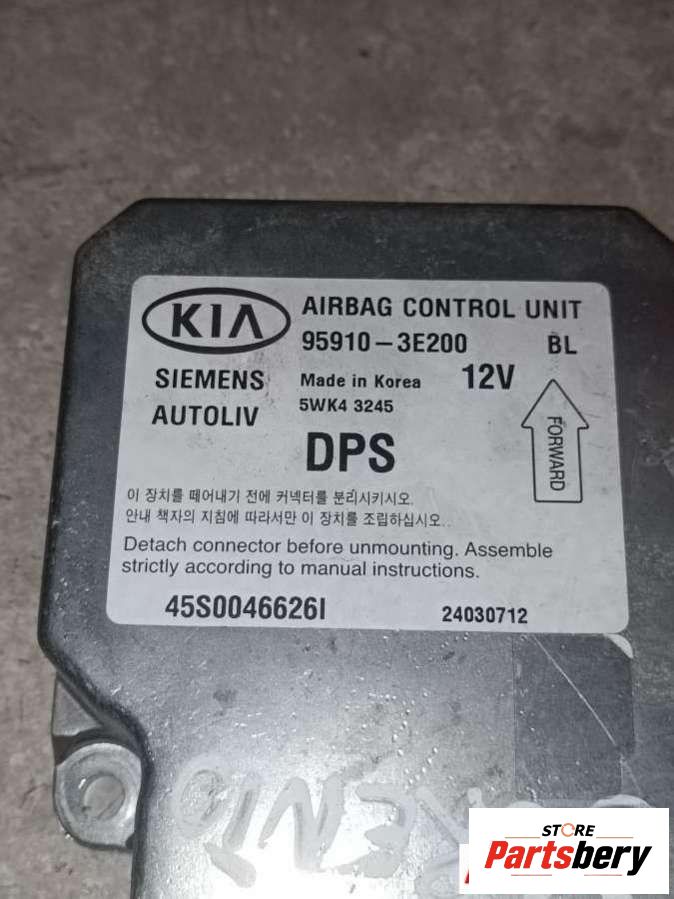 KIA
AIRBAG CONTROL UNIT
95910-3E200 BL
SIEMENS
AUTOLIV
Made in Korea 12V
5WK4 3245
DPS
FORWARD
이 장치를 떼어내기 전에 커넥터를 분리시키시오.
안내 책자의 지침에 따라서만 이 장치를 조립하십시오.
Detach connector before unmounting. Assemble
strictly according to manual instructions.
45S0046626I 24030712
STORE
Partsbery